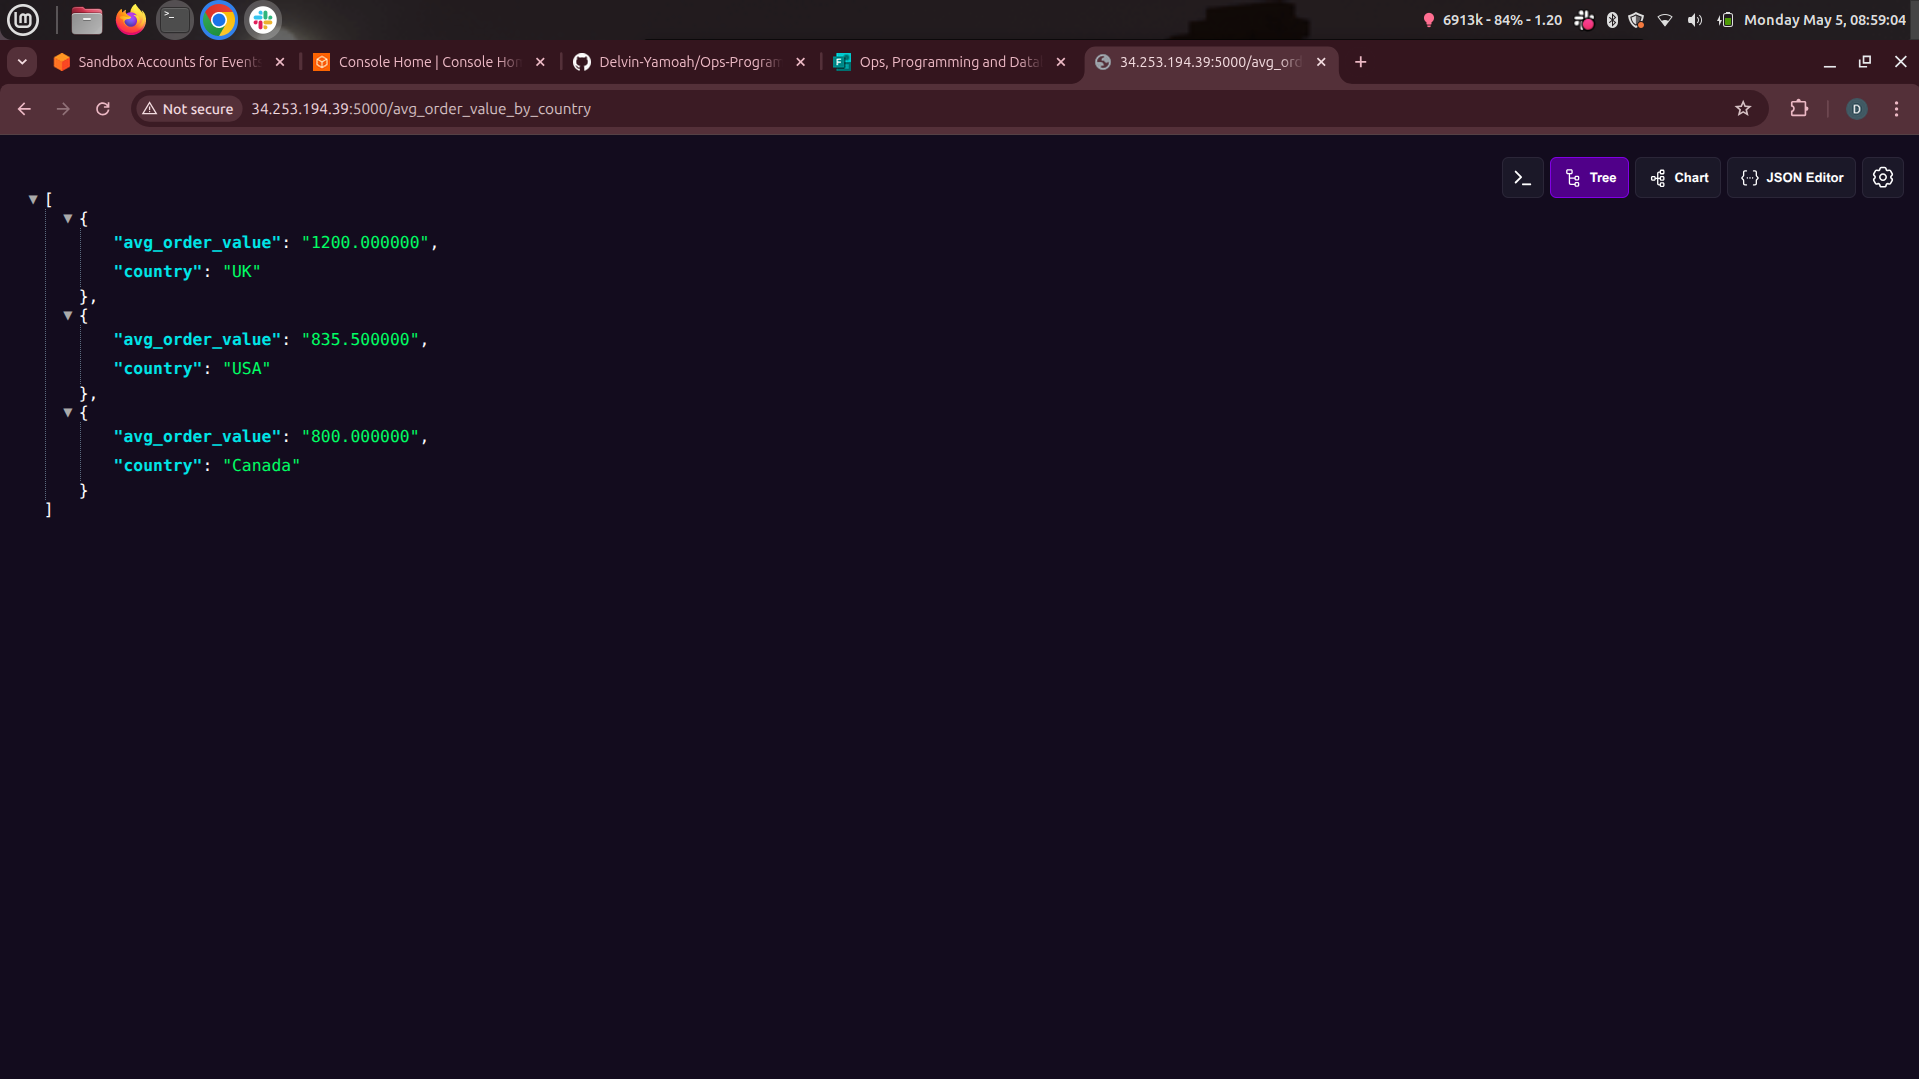 6913k - 84% - 1.20
Monday May 5, 08:59:04
Sandbox Accounts for Events
Console Home | Console Hor
Delvin-Yamoah/Ops-Program
Ops, Programming and Data
34.253.194.39:5000/avg_ord
Not secure
34.253.194.39:5000/avg_order_value_by_country
D
Tree
Chart
JSON Editor
[
{
"avg_order_value": "1200.000000",
"country": "UK"
},
{
"avg_order_value": "835.500000",
"country": "USA"
},
{
"avg_order_value": "800.000000",
"country": "Canada"
}
]